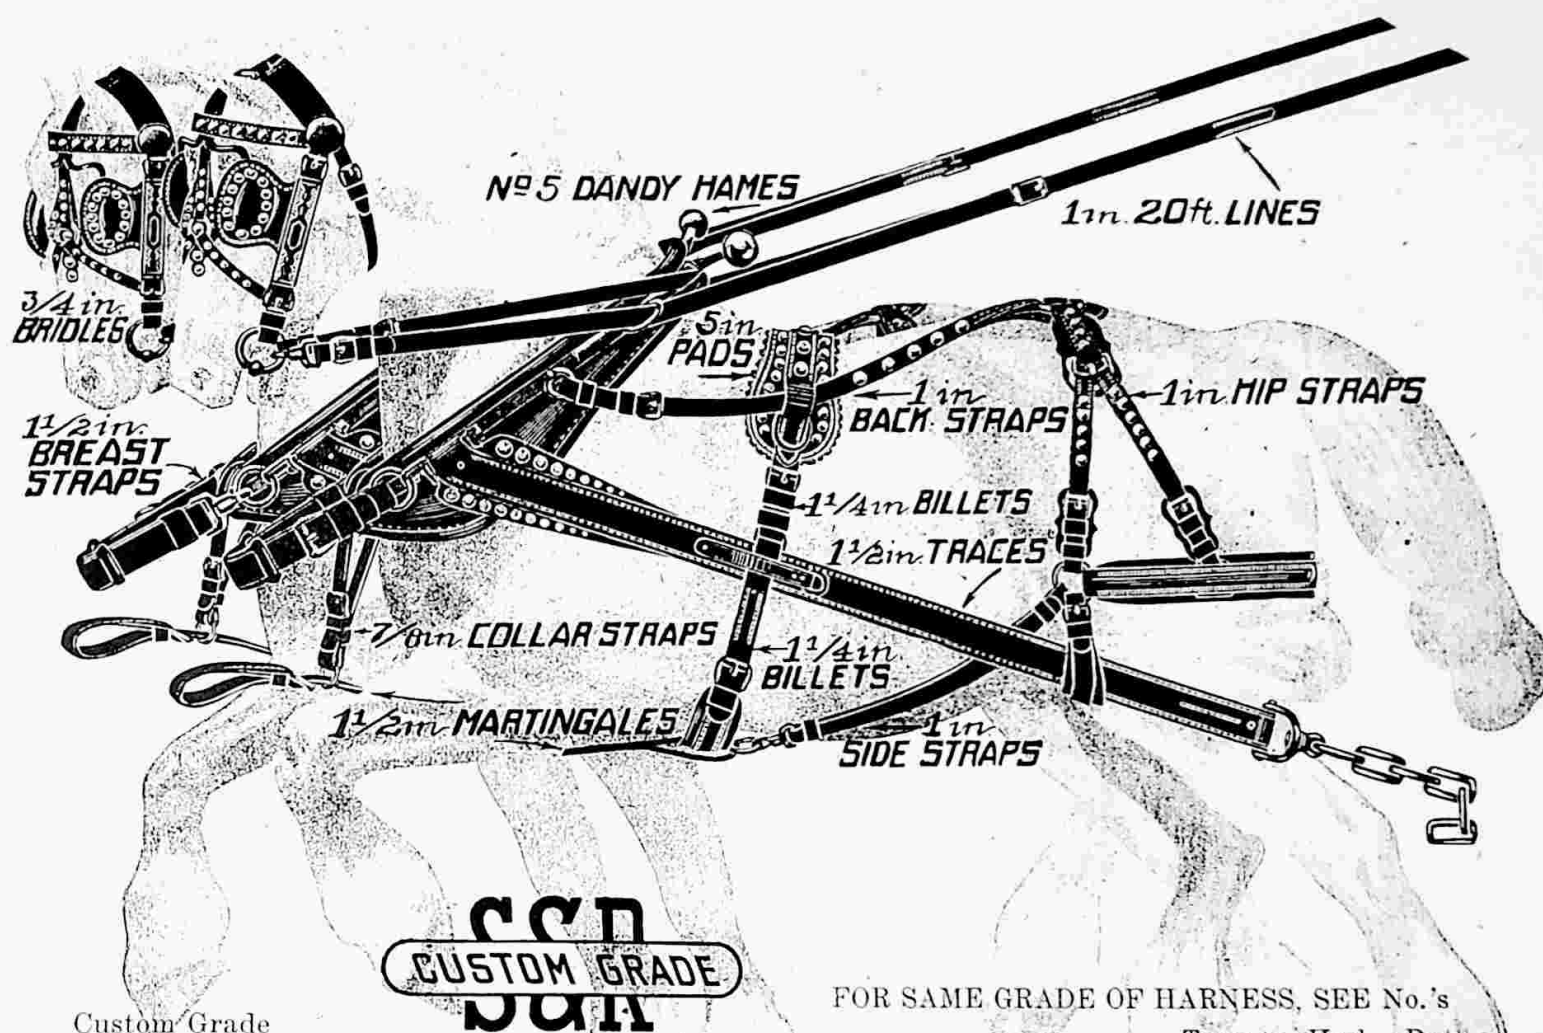 Nº 5 DANDY HAMES
1in. 20ft. LINES
3/4 in.
BRIDLES
5in.
PADS
1in.
BACK STRAPS
1in. HIP STRAPS
1 1/2 in.
BREAST
STRAPS
1 1/4 in. BILLETS
1 1/2 in. TRACES
7/8 in. COLLAR STRAPS
1 1/4 in.
BILLETS
1 1/2 in. MARTINGALES
1 in.
SIDE STRAPS
S&R
CUSTOM GRADE
S&R
FOR SAME GRADE OF HARNESS, SEE No.'s
Custom Grade